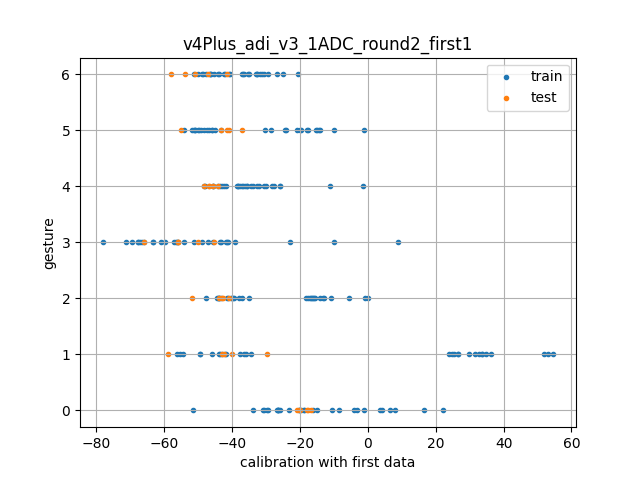 v4Plus_adi_v3_1ADC_round2_first1
train
test
gesture
6
5
4
3
2
1
0
−80 −60 −40 −20 0 20 40 60
calibration with first data